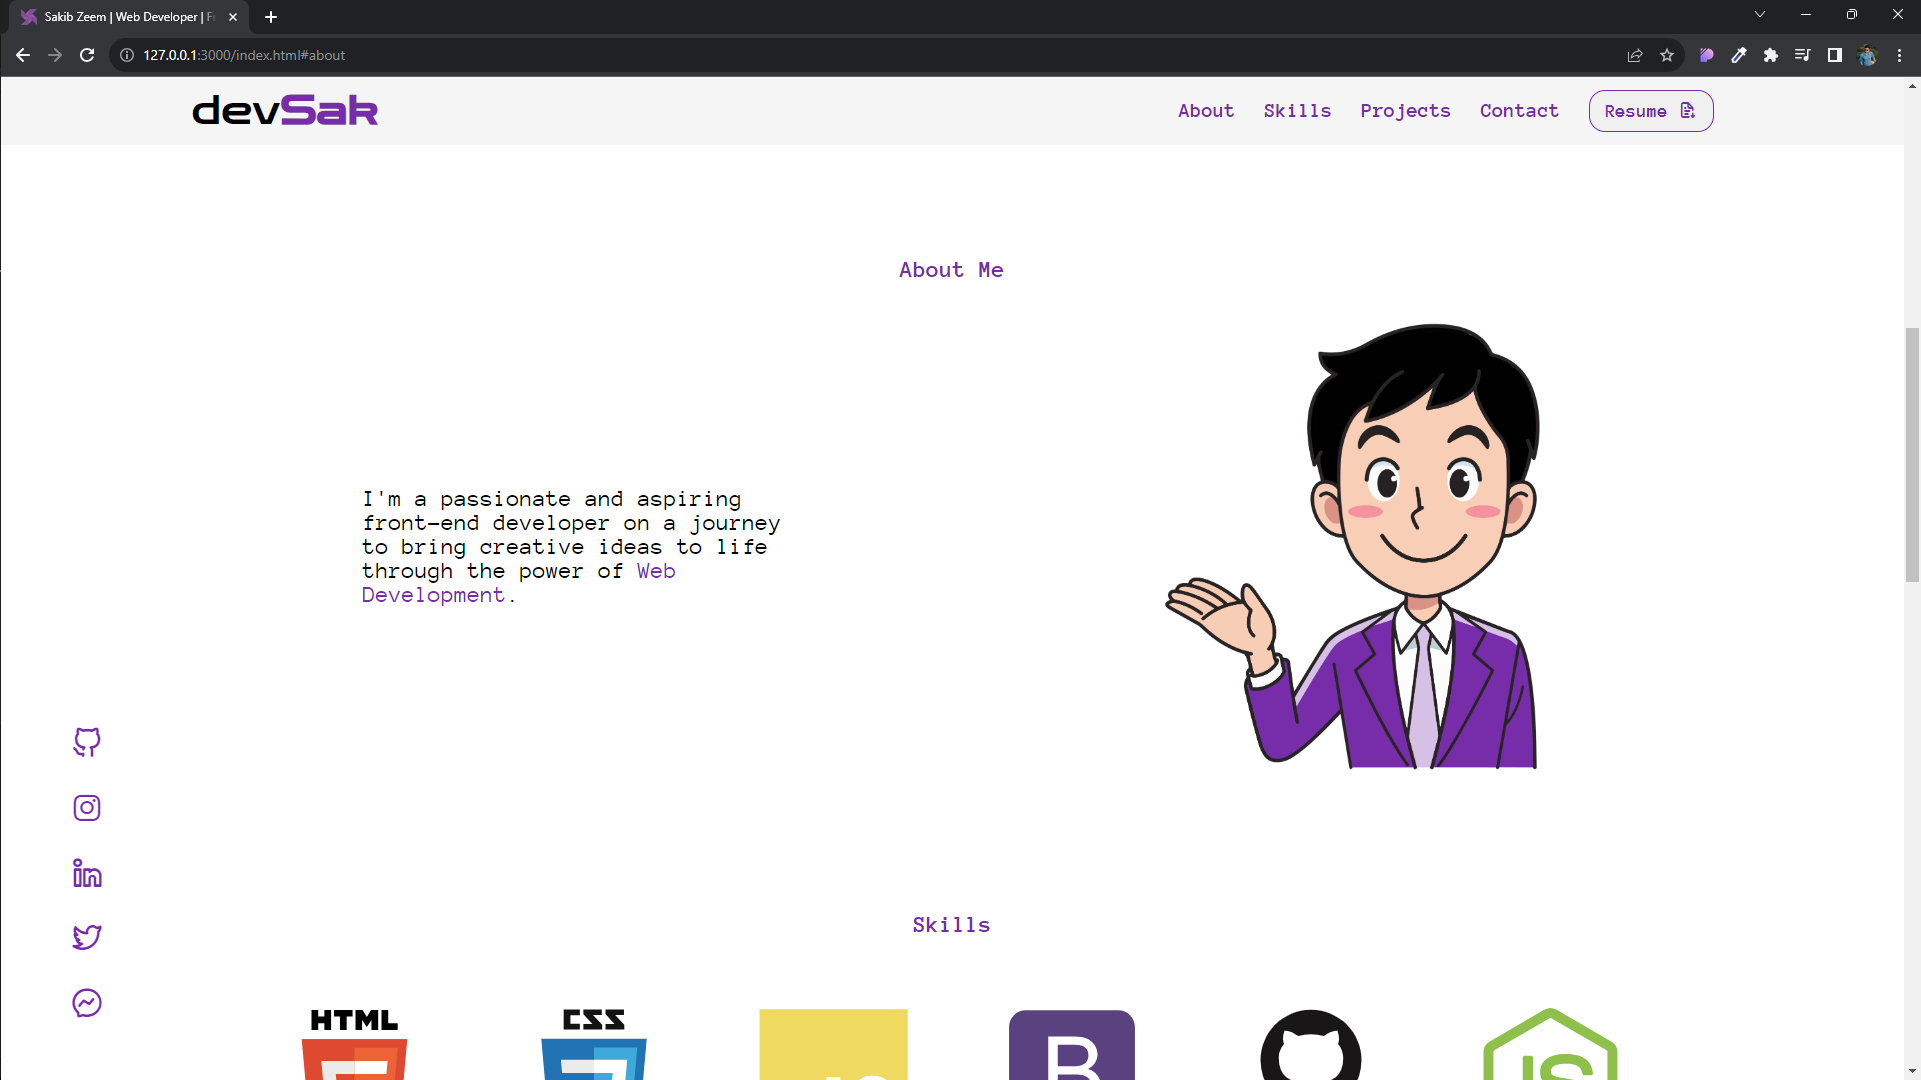 Sakib Zeem | Web Developer | Fr
127.0.0.1:3000/index.html#about
devSak
About Skills Projects Contact Resume
About Me
I'm a passionate and aspiring
front-end developer on a journey
to bring creative ideas to life
through the power of Web
Development.
Skills
HTML
CSS
B
JS